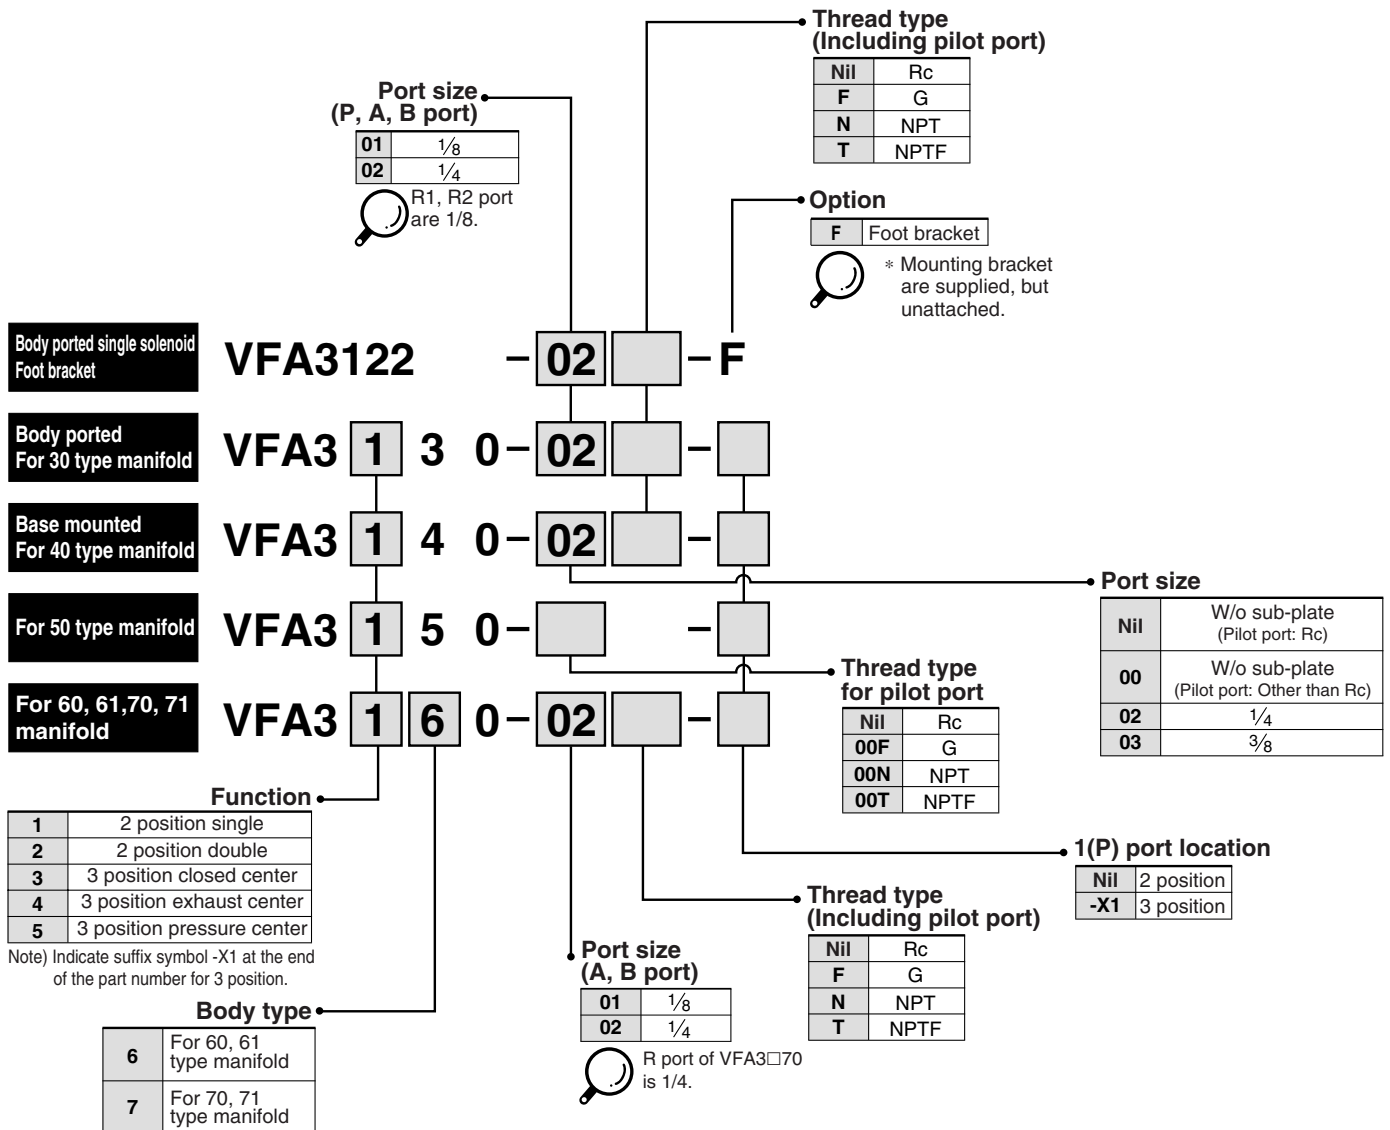 Thread type
(Including pilot port)
Nil Rc
F G
N NPT
T NPTF
Port size
(P, A, B port)
01 1/8
02 1/4
R1, R2 port
are 1/8.
Option
F Foot bracket
* Mounting bracket
are supplied, but
unattached.
Body ported single solenoid
Foot bracket
VFA3122 - 02 - F
Body ported
For 30 type manifold
VFA3 1 3 0 - 02 -
Base mounted
For 40 type manifold
VFA3 1 4 0 - 02 -
For 50 type manifold
VFA3 1 5 0 - -
For 60, 61,70, 71
manifold
VFA3 1 6 0 - 02 -
Port size
Nil W/o sub-plate
(Pilot port: Rc)
00 W/o sub-plate
(Pilot port: Other than Rc)
02 1/4
03 3/8
Thread type
for pilot port
Nil Rc
00F G
00N NPT
00T NPTF
Function
1 2 position single
2 2 position double
3 3 position closed center
4 3 position exhaust center
5 3 position pressure center
Note) Indicate suffix symbol -X1 at the end
of the part number for 3 position.
1(P) port location
Nil 2 position
-X1 3 position
Thread type
(Including pilot port)
Nil Rc
F G
N NPT
T NPTF
Port size
(A, B port)
01 1/8
02 1/4
R port of VFA3□70
is 1/4.
Body type
6 For 60, 61
type manifold
7 For 70, 71
type manifold